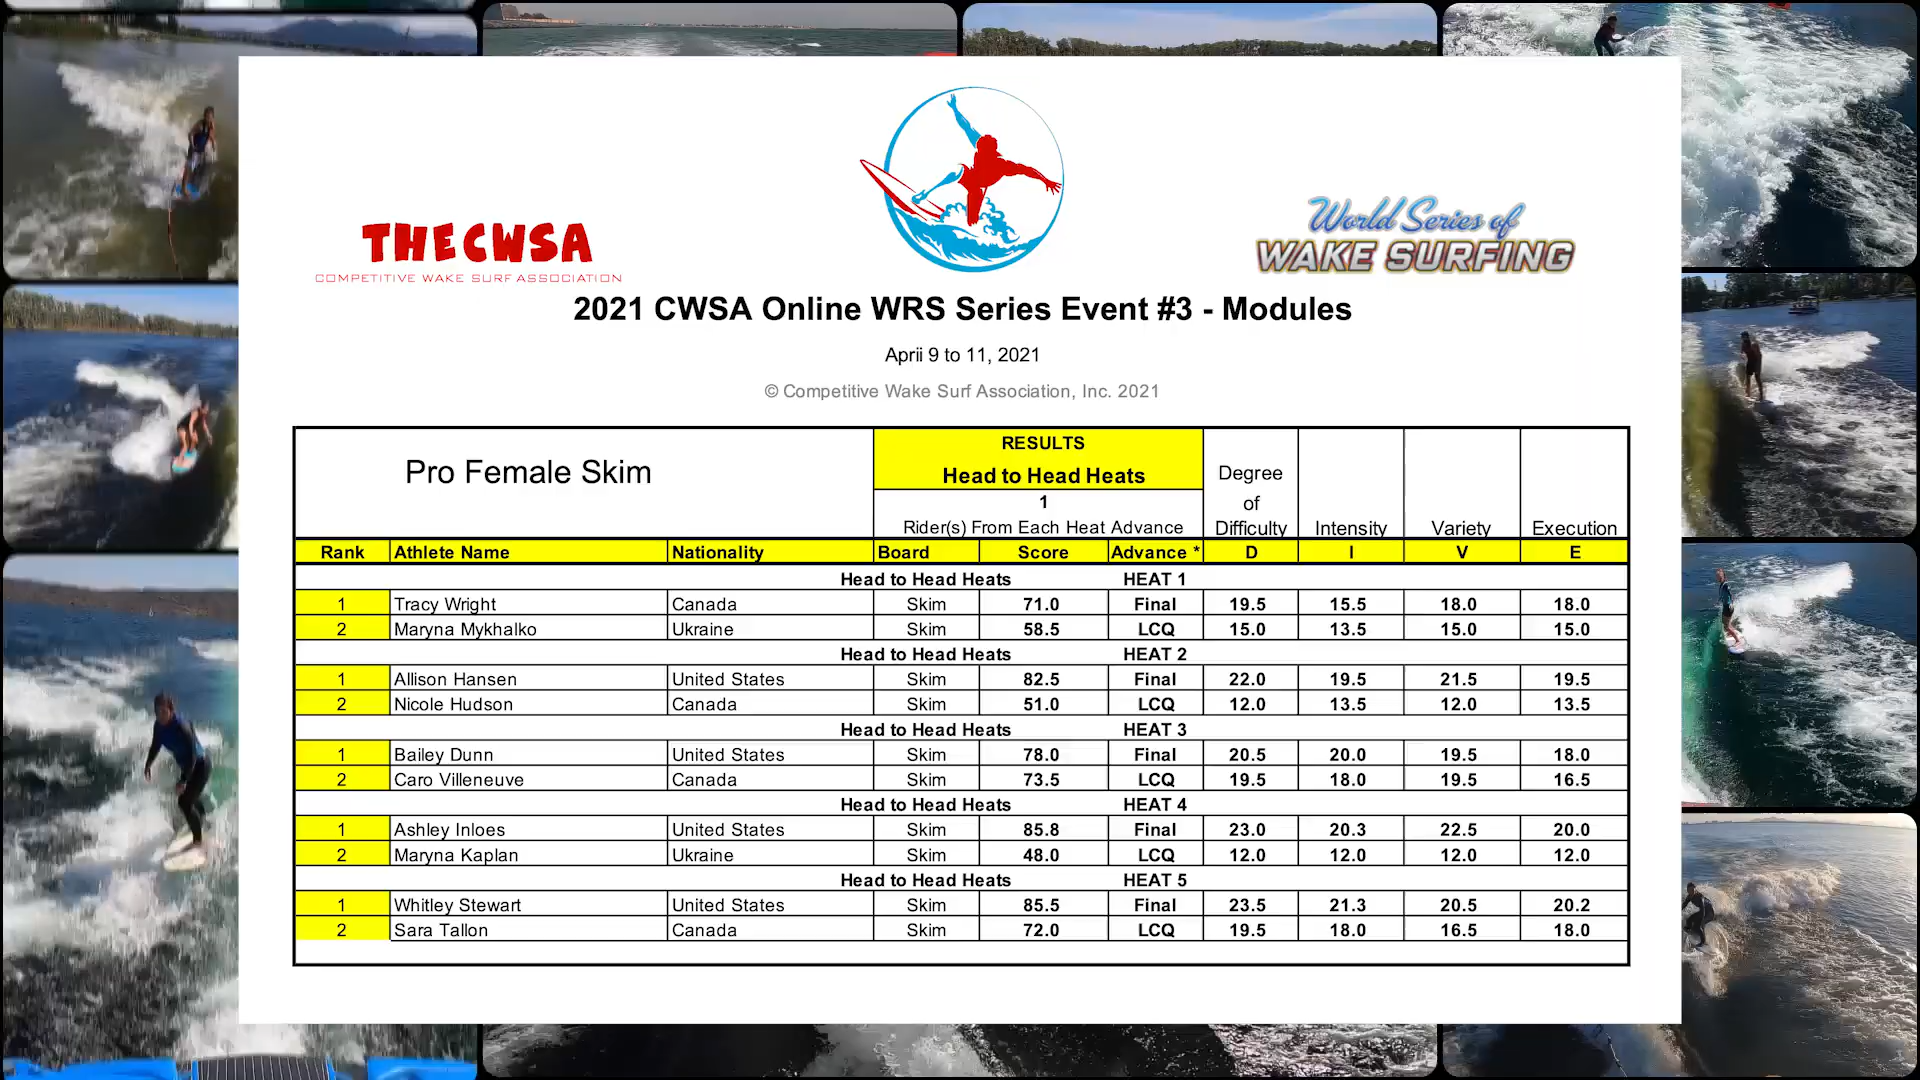 THECWSA
COMPETITIVE WAKE SURF ASSOCIATION
World Series of
WAKE SURFING
2021 CWSA Online WRS Series Event #3 - Modules
April 9 to 11, 2021
© Competitive Wake Surf Association, Inc. 2021
Pro Female Skim
RESULTS
Head to Head Heats
1
Rider(s) From Each Heat Advance
Degree
of
Difficulty
Intensity
Variety
Execution
Rank Athlete Name Nationality Board Score Advance * D I V E
Head to Head Heats HEAT 1
1 Tracy Wright Canada Skim 71.0 Final 19.5 15.5 18.0 18.0
2 Maryna Mykhalko Ukraine Skim 58.5 LCQ 15.0 13.5 15.0 15.0
Head to Head Heats HEAT 2
1 Allison Hansen United States Skim 82.5 Final 22.0 19.5 21.5 19.5
2 Nicole Hudson Canada Skim 51.0 LCQ 12.0 13.5 12.0 13.5
Head to Head Heats HEAT 3
1 Bailey Dunn United States Skim 78.0 Final 20.5 20.0 19.5 18.0
2 Caro Villeneuve Canada Skim 73.5 LCQ 19.5 18.0 19.5 16.5
Head to Head Heats HEAT 4
1 Ashley Inloes United States Skim 85.8 Final 23.0 20.3 22.5 20.0
2 Maryna Kaplan Ukraine Skim 48.0 LCQ 12.0 12.0 12.0 12.0
Head to Head Heats HEAT 5
1 Whitley Stewart United States Skim 85.5 Final 23.5 21.3 20.5 20.2
2 Sara Tallon Canada Skim 72.0 LCQ 19.5 18.0 16.5 18.0